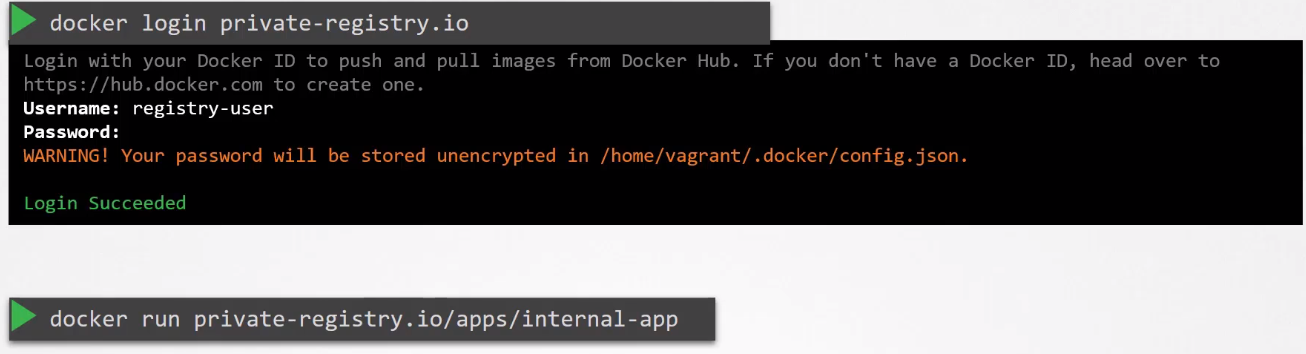 docker login private-registry.io
Login with your Docker ID to push and pull images from Docker Hub. If you don't have a Docker ID, head over to
https://hub.docker.com to create one.
Username: registry-user
Password:
WARNING! Your password will be stored unencrypted in /home/vagrant/.docker/config.json.
Login Succeeded
docker run private-registry.io/apps/internal-app